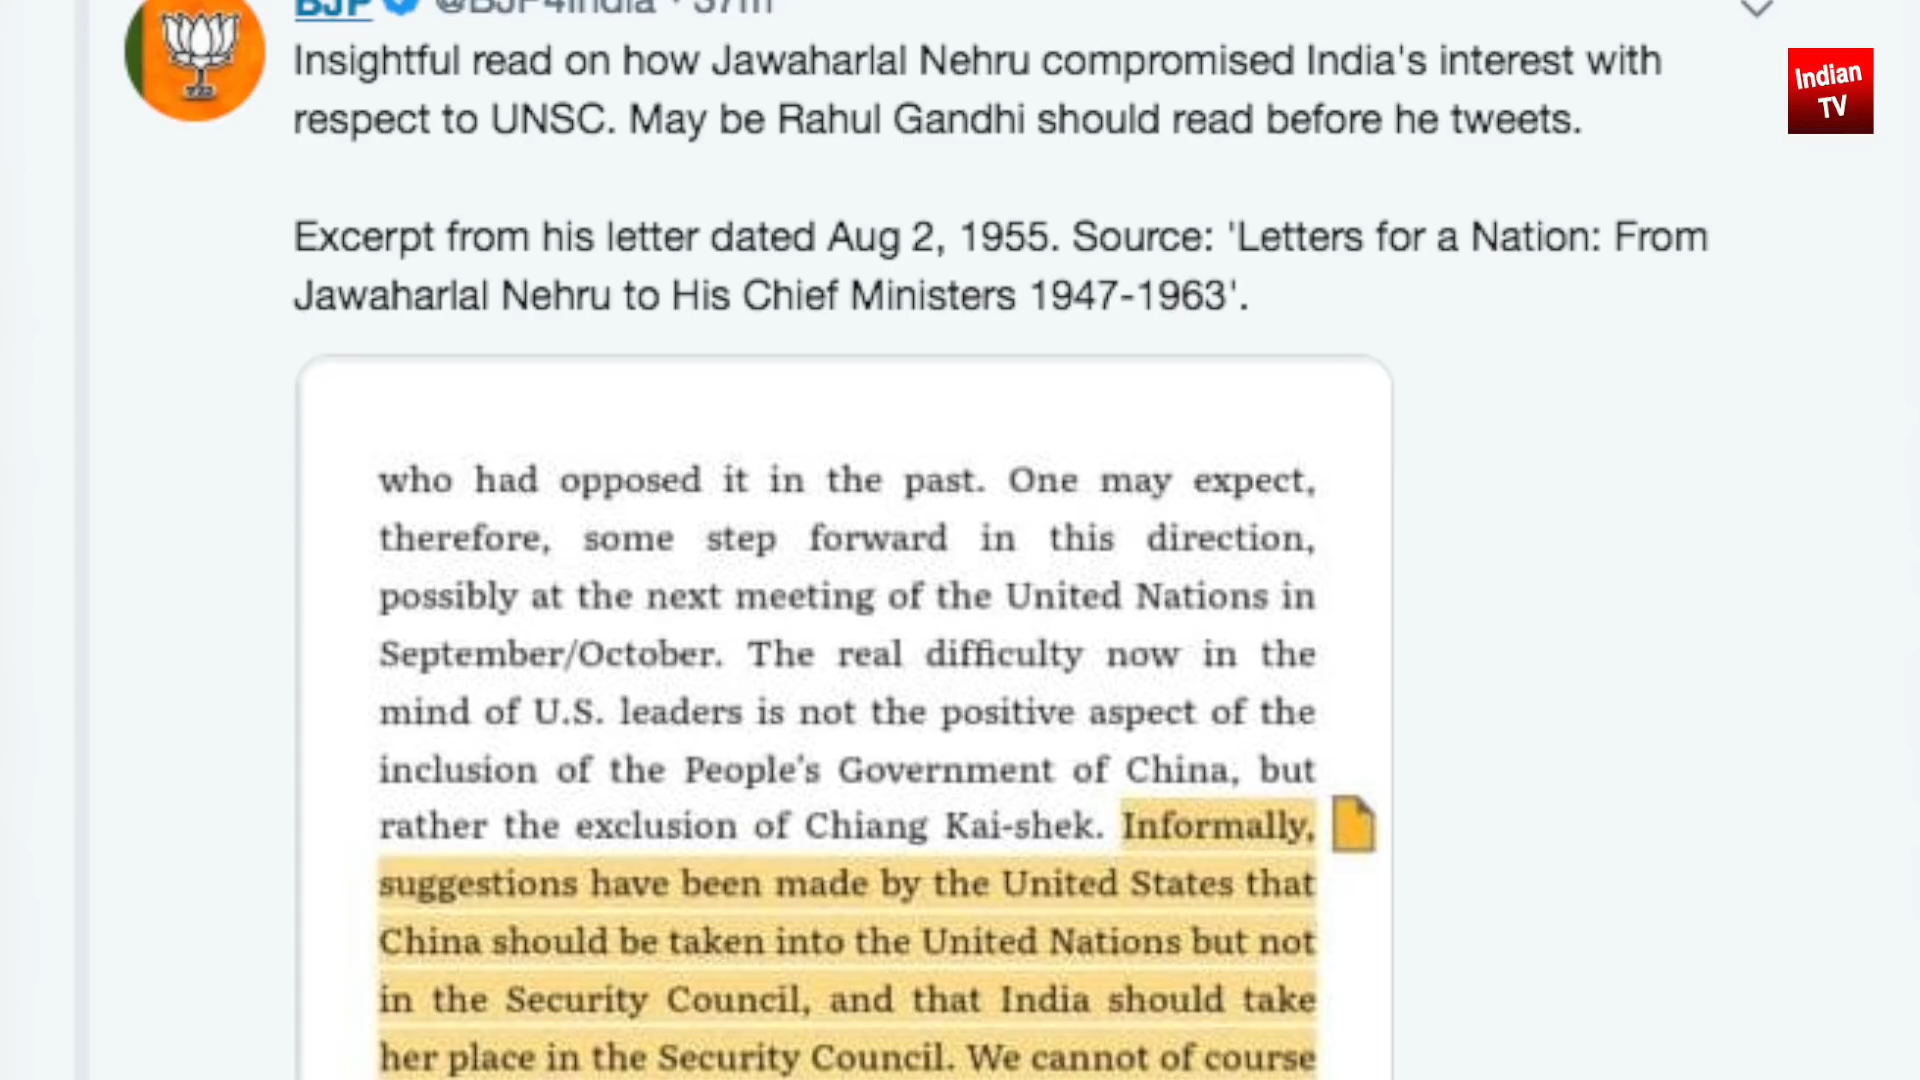 BJP @BJP4India · 37m
Insightful read on how Jawaharlal Nehru compromised India's interest with
respect to UNSC. May be Rahul Gandhi should read before he tweets.
Indian
TV
Excerpt from his letter dated Aug 2, 1955. Source: 'Letters for a Nation: From
Jawaharlal Nehru to His Chief Ministers 1947-1963'.
who had opposed it in the past. One may expect,
therefore, some step forward in this direction,
possibly at the next meeting of the United Nations in
September/October. The real difficulty now in the
mind of U.S. leaders is not the positive aspect of the
inclusion of the People's Government of China, but
rather the exclusion of Chiang Kai-shek. Informally,
suggestions have been made by the United States that
China should be taken into the United Nations but not
in the Security Council, and that India should take
her place in the Security Council. We cannot of course